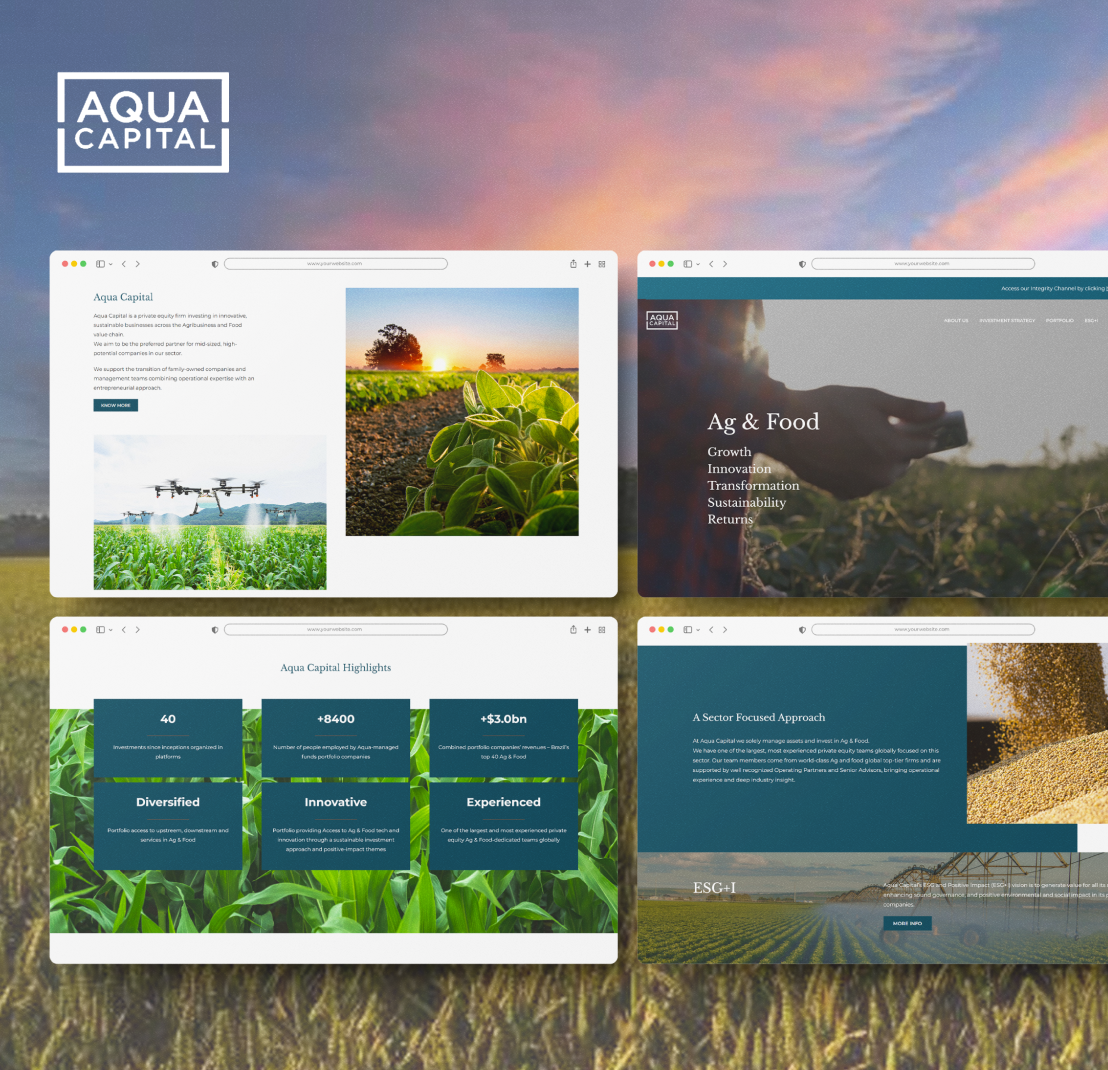 AQUA
CAPITAL
www.yourwebsite.com
Aqua Capital
Aqua Capital is a private equity firm investing in innovative,
sustainable businesses across the Agribusiness and Food
value chain.
We aim to be the preferred partner for mid-sized, high-
potential companies in our sector.
We support the transition of family-owned companies and
management teams combining operational expertise with an
entrepreneurial approach.
KNOW MORE
www.yourwebsite.com
Access our Integrity Channel by clicking
AQUA
CAPITAL
ABOUT US INVESTMENT STRATEGY PORTFOLIO ESG+I
Ag & Food
Growth
Innovation
Transformation
Sustainability
Returns
www.yourwebsite.com
Aqua Capital Highlights
40
Investments since inceptions organized in
platforms
+8400
Number of people employed by Aqua-managed
funds portfolio companies
+$3.0bn
Combined portfolio companies' revenues – Brazil's
top 40 Ag & Food
Diversified
Portfolio access to upstream, downstream and
services in Ag & Food
Innovative
Portfolio providing Access to Ag & Food tech and
innovation through a sustainable investment
approach and positive-impact themes
Experienced
One of the largest and most experienced private
equity Ag & Food-dedicated teams globally
www.yourwebsite.com
A Sector Focused Approach
At Aqua Capital we solely manage assets and invest in Ag & Food.
We have one of the largest, most experienced private equity teams globally focused on this
sector. Our team members come from world-class Ag and food global top-tier firms and are
supported by well recognized Operating Partners and Senior Advisors, bringing operational
experience and deep industry insight.
ESG+I
Aqua Capital's ESG and Positive Impact (ESG+I) vision is to generate value for all its
enhancing sound governance, and positive environmental and social impact in its
companies.
MORE INFO